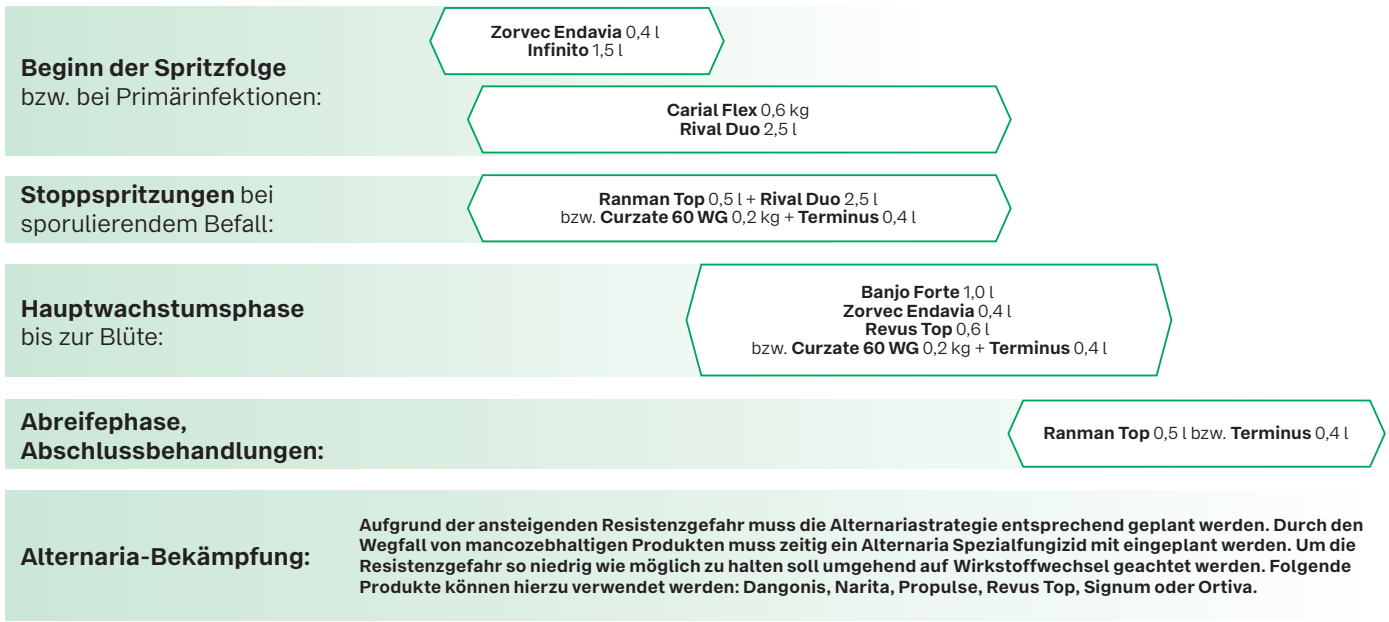 Beginn der Spritzfolge
bzw. bei Primärinfektionen:
Zorvec Endavia 0,4 l
Infinito 1,5 l
Carial Flex 0,6 kg
Rival Duo 2,5 l
Stoppspritzungen bei
sporulierendem Befall:
Ranman Top 0,5 l + Rival Duo 2,5 l
bzw. Curzate 60 WG 0,2 kg + Terminus 0,4 l
Hauptwachstumsphase
bis zur Blüte:
Banjo Forte 1,0 l
Zorvec Endavia 0,4 l
Revus Top 0,6 l
bzw. Curzate 60 WG 0,2 kg + Terminus 0,4 l
Abreifephase,
Abschlussbehandlungen:
Ranman Top 0,5 l bzw. Terminus 0,4 l
Alternaria-Bekämpfung:
Aufgrund der ansteigenden Resistenzgefahr muss die Alternariastrategie entsprechend geplant werden. Durch den
Wegfall von mancozebhaltigen Produkten muss zeitig ein Alternaria Spezialfungizid mit eingeplant werden. Um die
Resistenzgefahr so niedrig wie möglich zu halten soll umgehend auf Wirkstoffwechsel geachtet werden. Folgende
Produkte können hierzu verwendet werden: Dangonis, Narita, Propulse, Revus Top, Signum oder Ortiva.